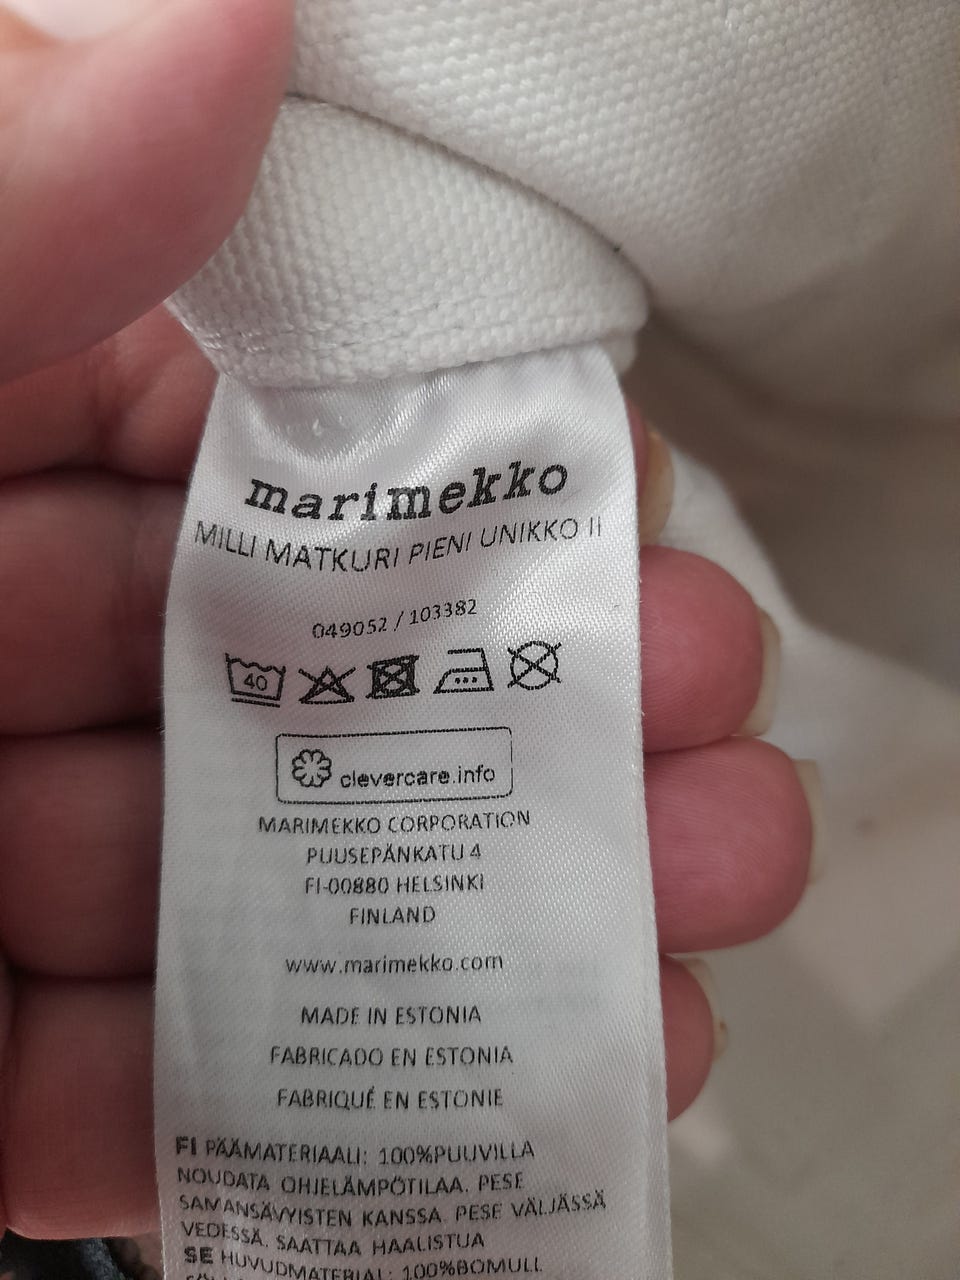 marimekko
MILLI MATKURI PIENI UNIKKO II
049052 / 103382
40
clevercare.info
MARIMEKKO CORPORATION
PUUSEPÄNKATU 4
FI-00880 HELSINKI
FINLAND
www.marimekko.com
MADE IN ESTONIA
FABRICADO EN ESTONIA
FABRIQUÉ EN ESTONIE
FI PÄÄMATERIAALI: 100%PUUVILLA
NOUDATA OHJELÄMPÖTILAA. PESE
SAMANSÄVYISTEN KANSSA. PESE VÄLJÄSSÄ
VEDESSÄ. SAATTAA HAALISTUA
SE HUVUDMATERIAL: 100%BOMULL